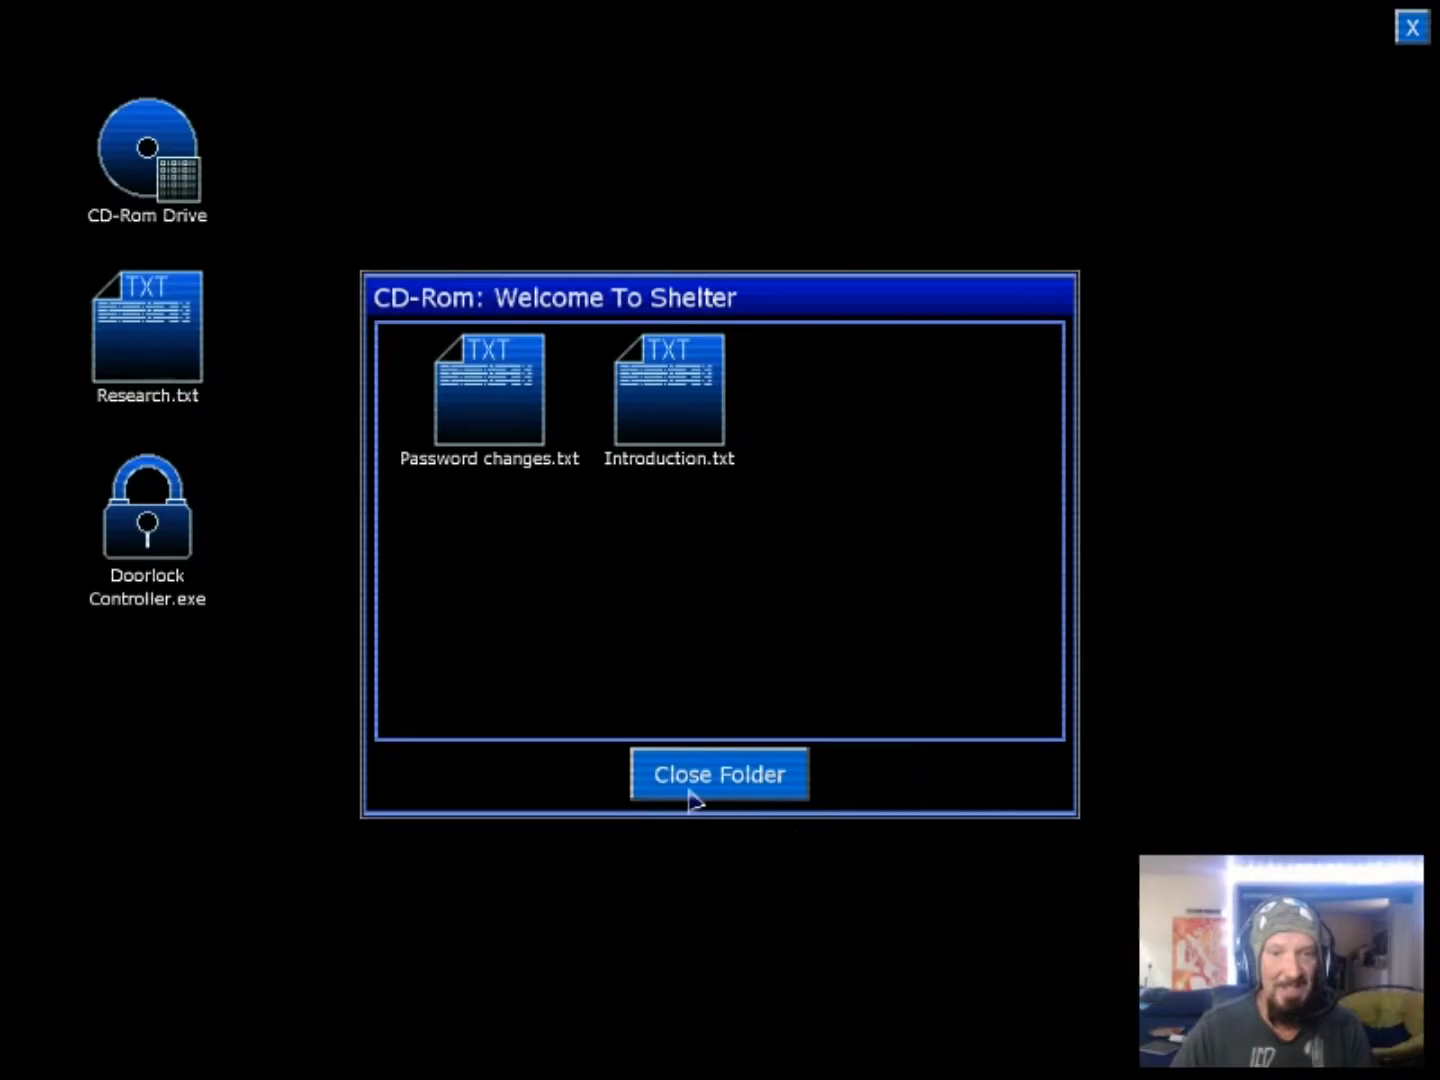 X
CD-Rom Drive
TXT
Research.txt
Doorlock
Controller.exe
CD-Rom: Welcome To Shelter
TXT
TXT
Password changes.txt
Introduction.txt
Close Folder